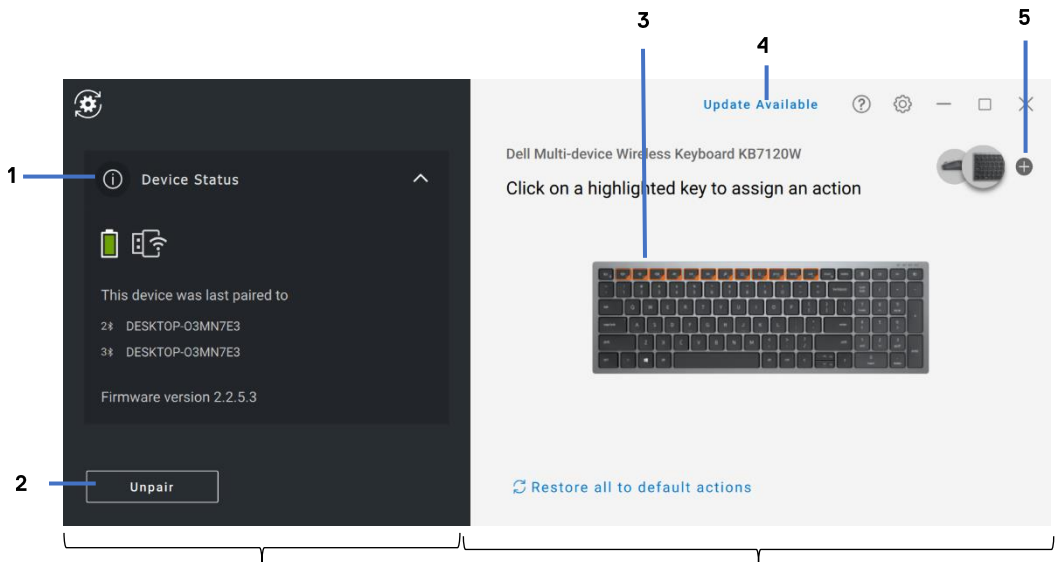 3
4
5
Update Available
Dell Multi-device Wireless Keyboard KB7120W
Click on a highlighted key to assign an action
1
Device Status
This device was last paired to
2 DESKTOP-O3MN7E3
3 DESKTOP-O3MN7E3
Firmware version 2.2.5.3
2
Unpair
Restore all to default actions